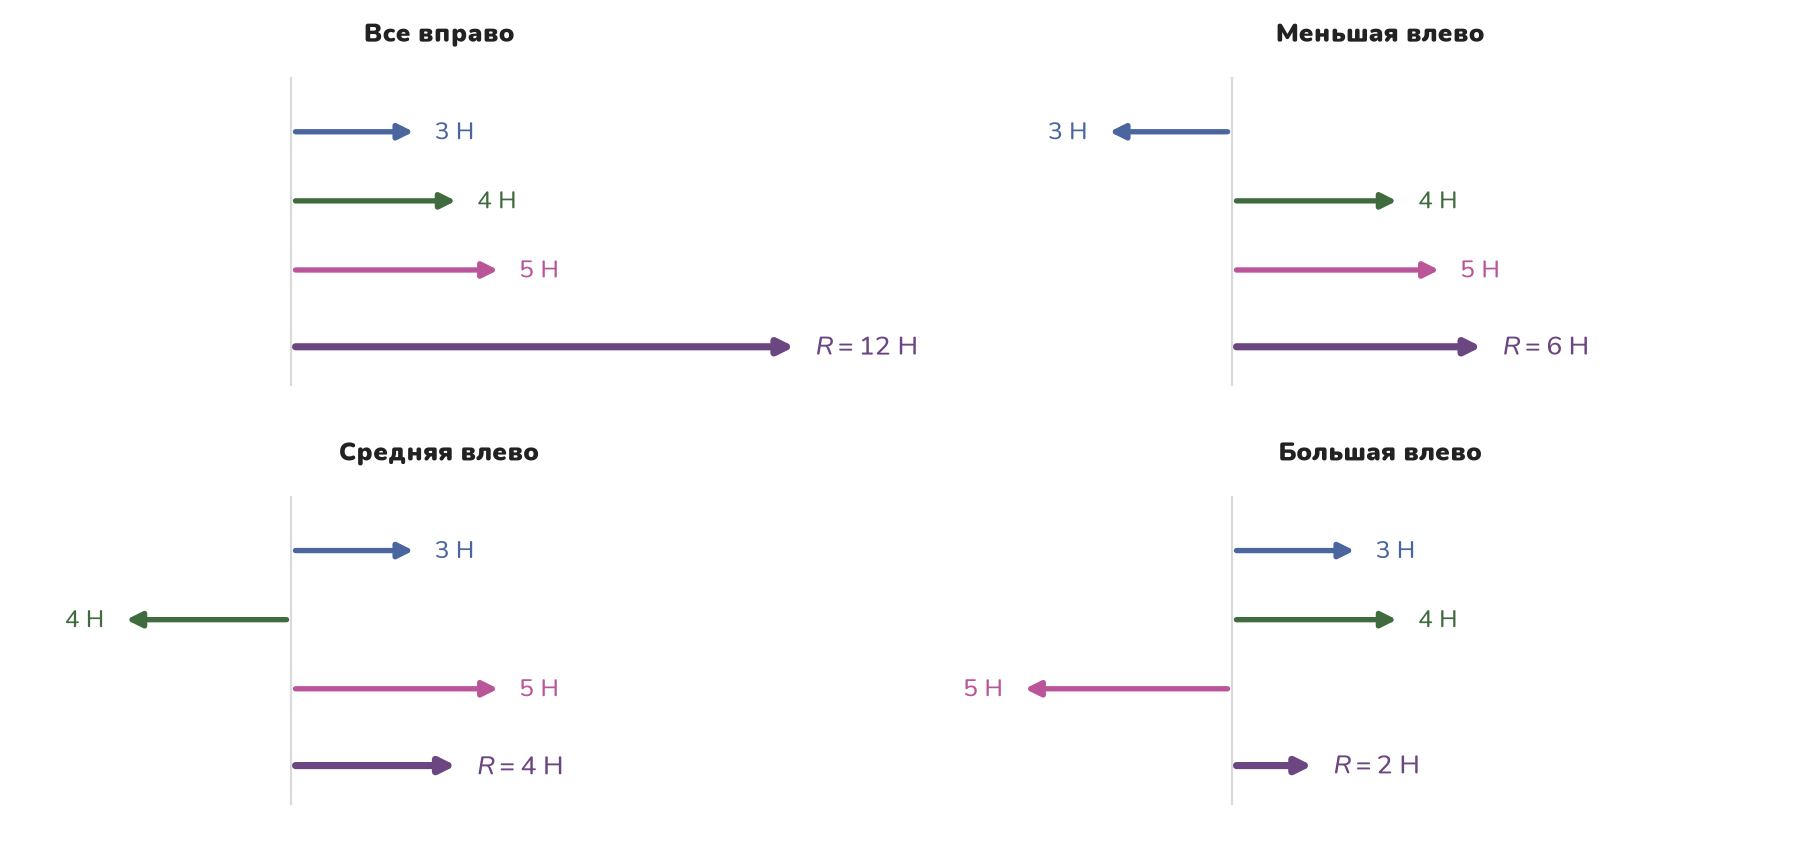 Все вправо
3 Н
4 Н
5 Н
R = 12 Н
Меньшая влево
3 Н
4 Н
5 Н
R = 6 Н
Средняя влево
3 Н
4 Н
5 Н
R = 4 Н
Большая влево
3 Н
4 Н
5 Н
R = 2 Н